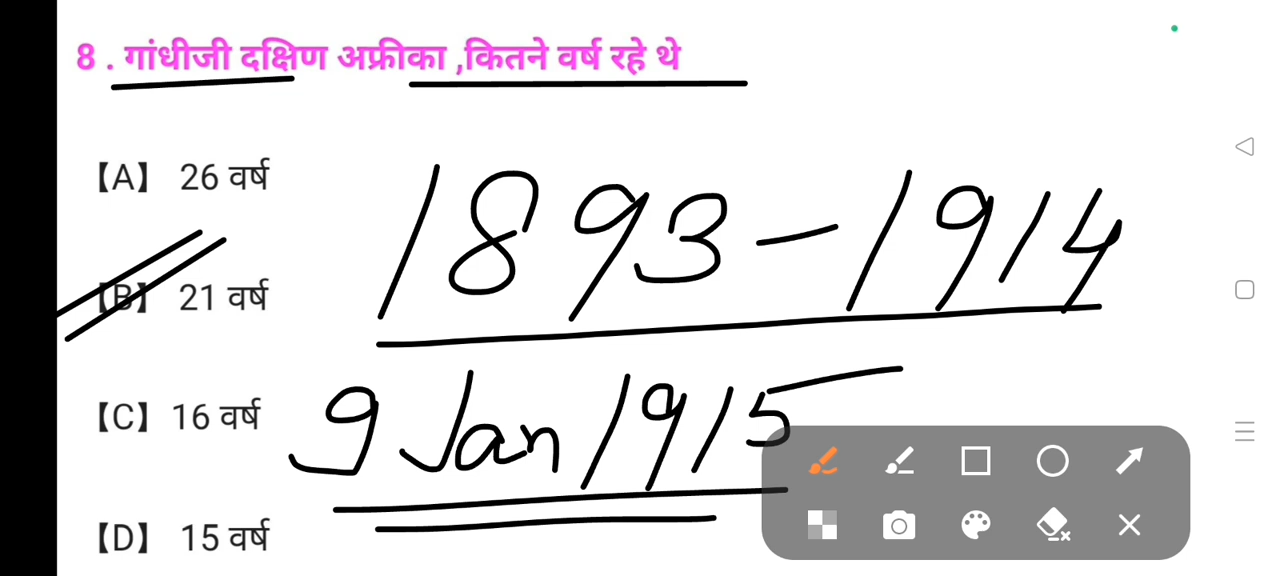 8 . गांधीजी दक्षिण अफ्रीका ,कितने वर्ष रहे थे
【A】 26 वर्ष
1893-1914
【B】 21 वर्ष
【C】 16 वर्ष
9 Jan 1915
【D】 15 वर्ष